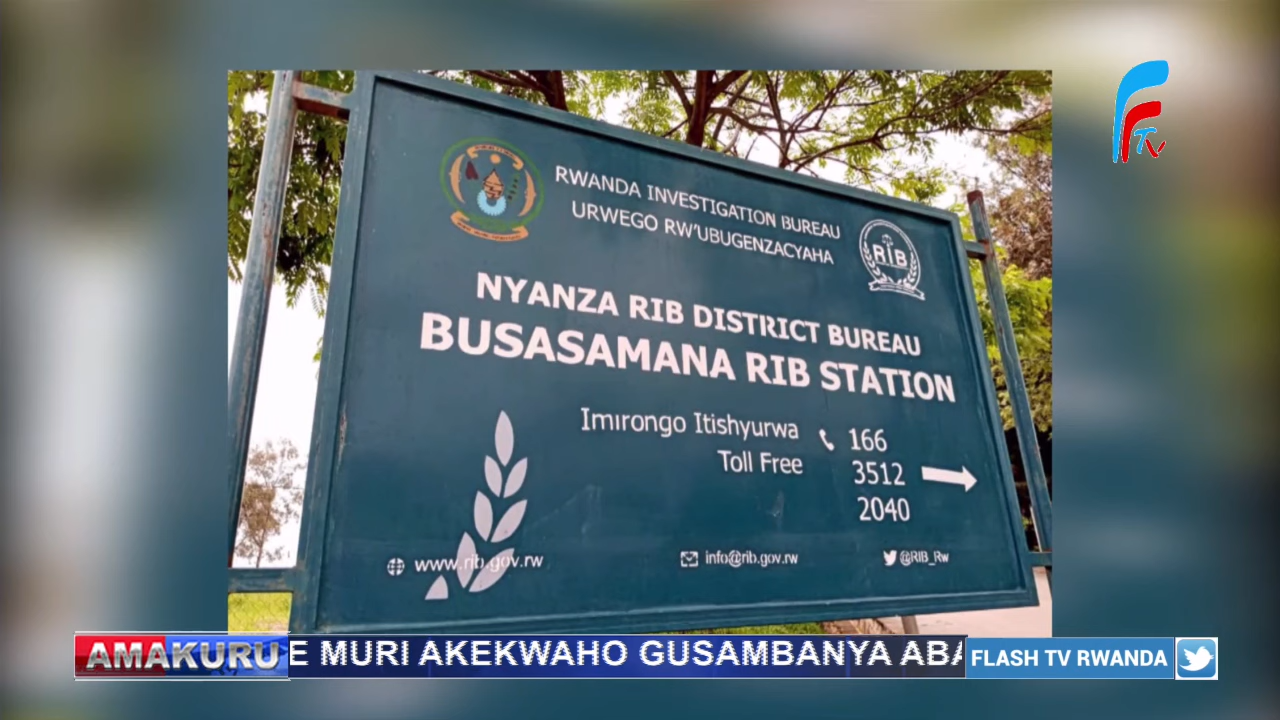 RWANDA INVESTIGATION BUREAU
URWEGO RW'UBUGENZACYAHA
RIB
NYANZA RIB DISTRICT BUREAU
BUSASAMANA RIB STATION
Imirongo Itishyurwa 166
Toll Free 3512
2040
www.rib.gov.rw info@rib.gov.rw @RIB_Rw
TV
AMAKURU E MURI AKEKWAHO GUSAMBANYA ABA FLASH TV RWANDA